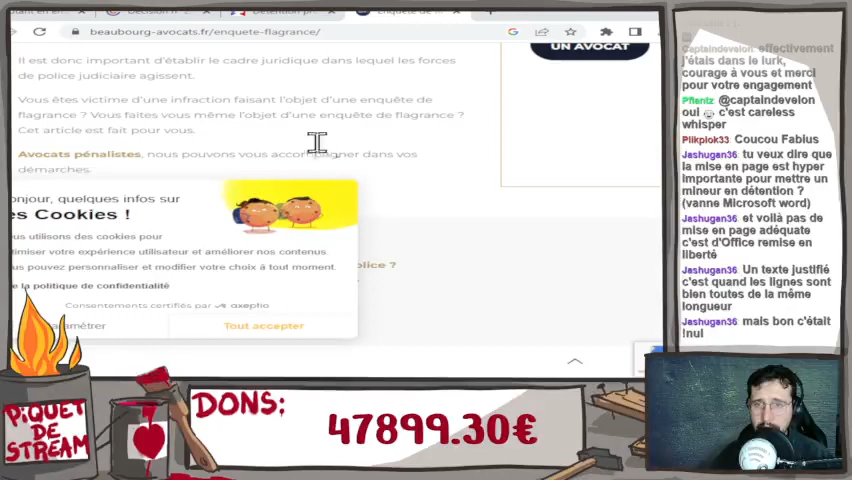 Décision n° 2
Détention pr
Enquête de
beaubourg-avocats.fr/enquete-flagrance/
Il est donc important d'établir le cadre juridique dans lequel les forces
de police judiciaire agissent.
Vous êtes victime d'une infraction faisant l'objet d'une enquête de
flagrance ? Vous faites vous même l'objet d'une enquête de flagrance ?
Cet article est fait pour vous.
Avocats pénalistes, nous pouvons vous accompagner dans vos
démarches.
UN AVOCAT
onjour, quelques infos sur
es Cookies !
us utilisons des cookies pour
timiser votre expérience utilisateur et améliorer nos contenus.
us pouvez personnaliser et modifier votre choix à tout moment.
e la politique de confidentialité
Consentements certifiés par axeptio
amétrer
Tout accepter
olice ?
Captaindevelon: effectivement
j'étais dans le lurk,
courage à vous et merci
pour votre engagement
Pflentz: @captaindevelon
oui c'est careless
whisper
Plikplok33: Coucou Fabius
Jashugan36: tu veux dire que
la mise en page est hyper
importante pour mettre un
mineur en détention ?
(vanne Microsoft word)
Jashugan36: et voilà pas de
mise en page adéquate
c'est d'Office remise en
liberté
Jashugan36: Un texte justifié
c'est quand les lignes sont
bien toutes de la même
longueur
Jashugan36: mais bon c'était
!nul
PIQUET
DE
STREAM
DONS:
47899.30€